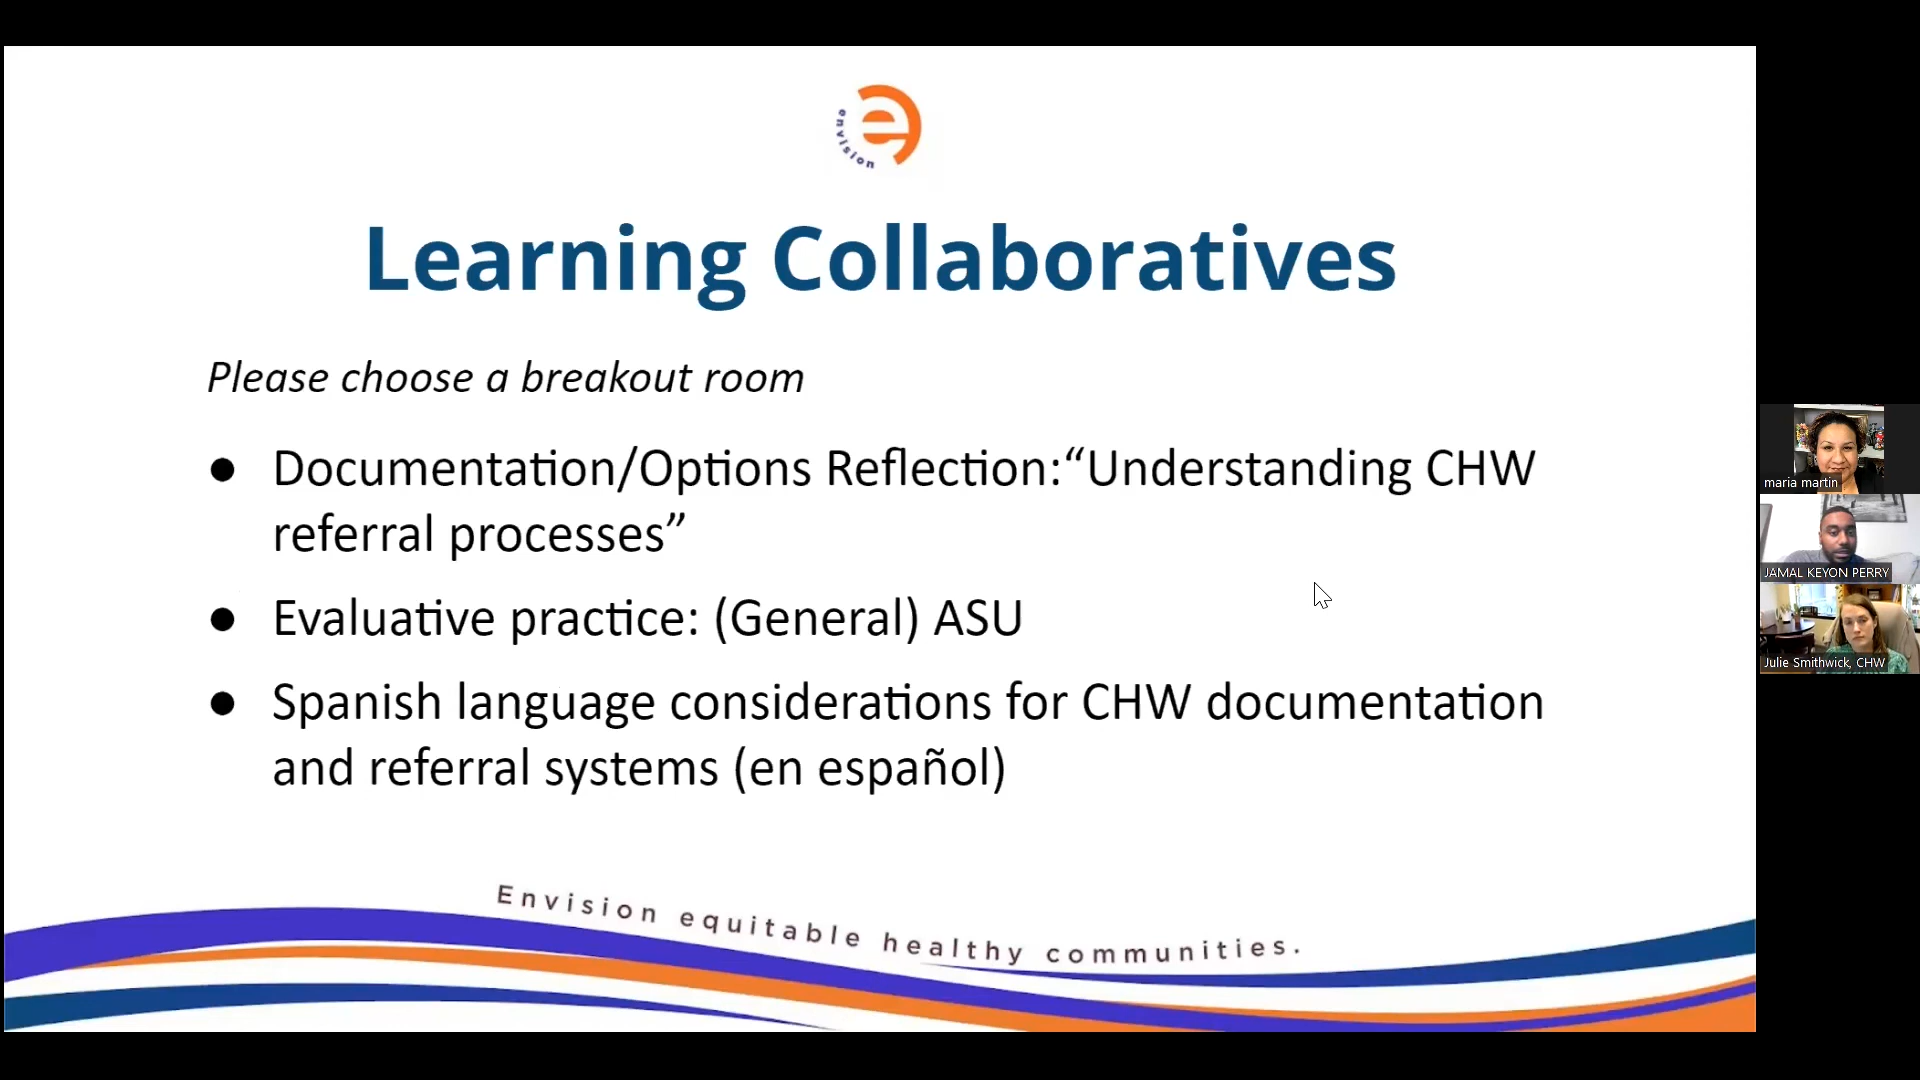 envision
Learning Collaboratives
Please choose a breakout room
● Documentation/Options Reflection:“Understanding CHW
referral processes”
● Evaluative practice: (General) ASU
● Spanish language considerations for CHW documentation
and referral systems (en español)
Envision equitable healthy communities.
maria martin
JAMAL KEYON PERRY
Julie Smithwick, CHW